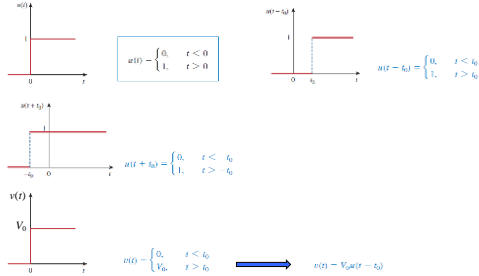 u(t)
1
0
t
u(t) = { 0, t < 0
1, t > 0
u(t − t₀)
1
0
t₀
t
u(t − t₀) = { 0, t < t₀
1, t > t₀
u(t + t₀)
1
−t₀
0
t
u(t + t₀) = { 0, t < −t₀
1, t > −t₀
v(t)
V₀
0
t
v(t) = { 0, t < t₀
V₀, t > t₀
v(t) = V₀u(t − t₀)